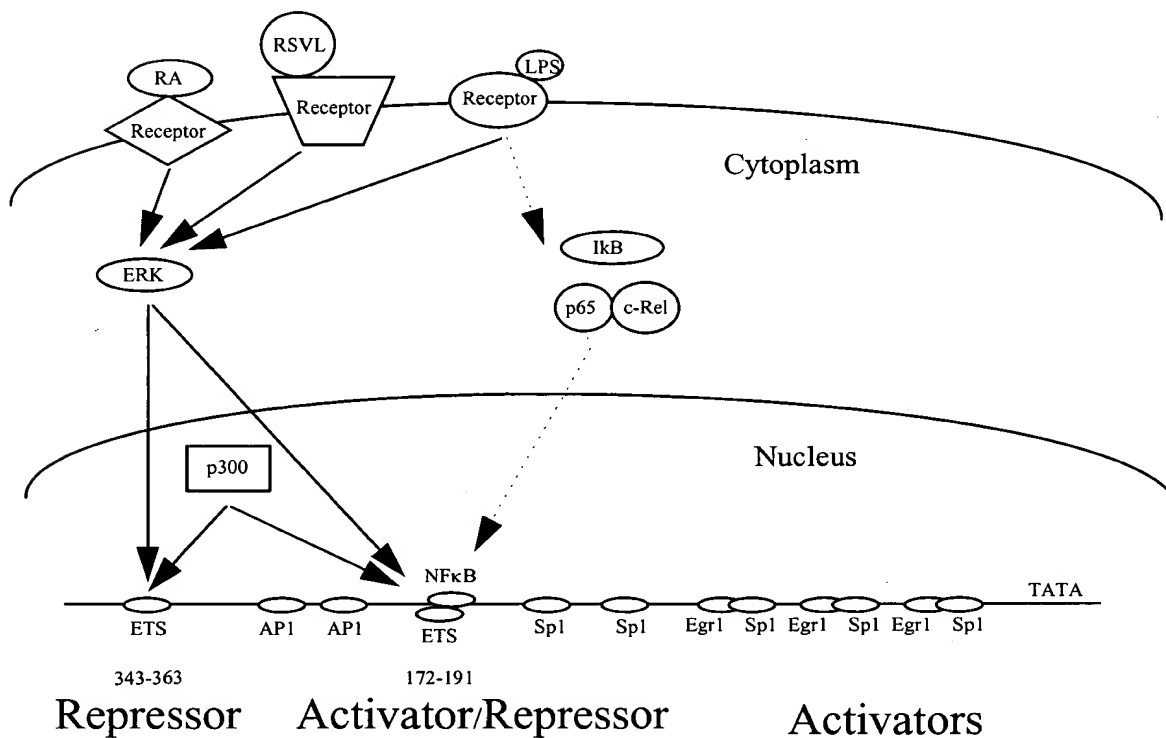 RSVL
RA
LPS
Receptor
Receptor
Receptor
Cytoplasm
IkB
ERK
p65
c-Rel
p300
Nucleus
NFκB
TATA
ETS
AP1
AP1
ETS
Sp1
Sp1
Egr1
Sp1
Egr1
Sp1
Egr1
Sp1
343-363
172-191
Repressor
Activator/Repressor
Activators